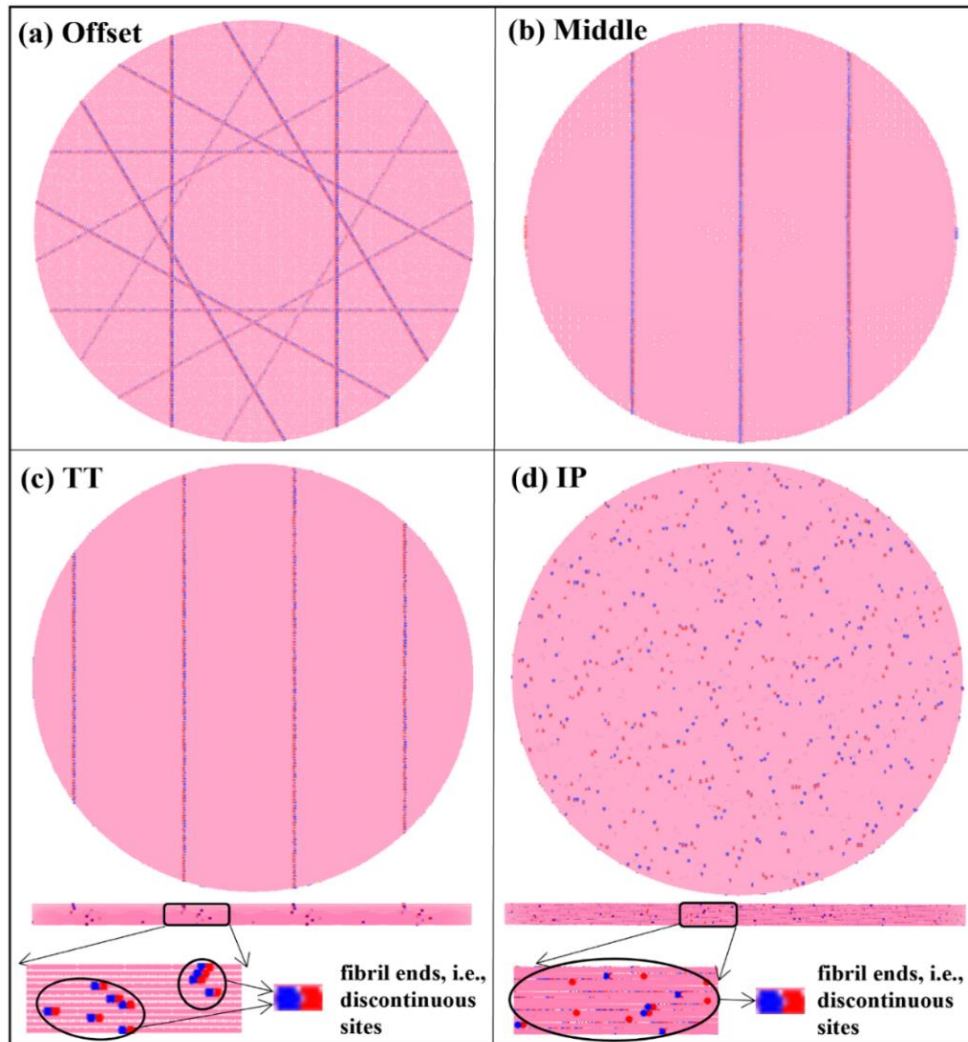 (a) Offset
(b) Middle
(c) TT
(d) IP
fibril ends, i.e.,
discontinuous
sites
fibril ends, i.e.,
discontinuous
sites